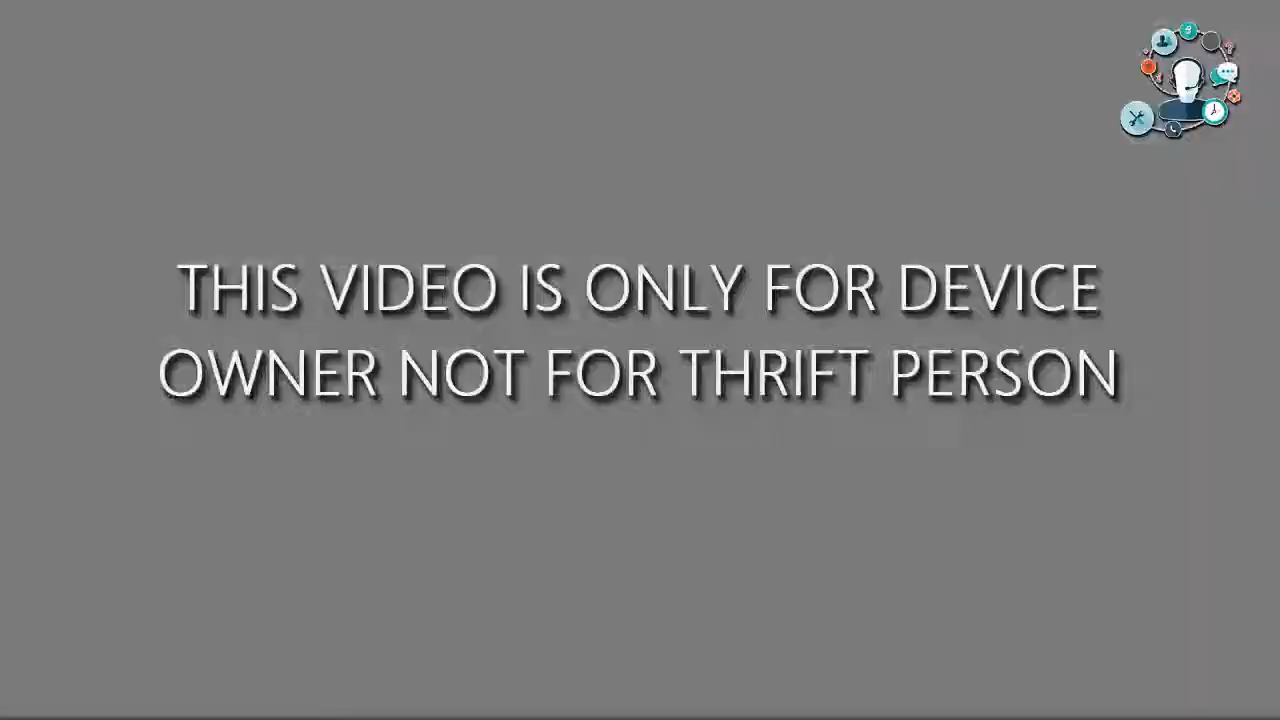 THIS VIDEO IS ONLY FOR DEVICE
OWNER NOT FOR THRIFT PERSON